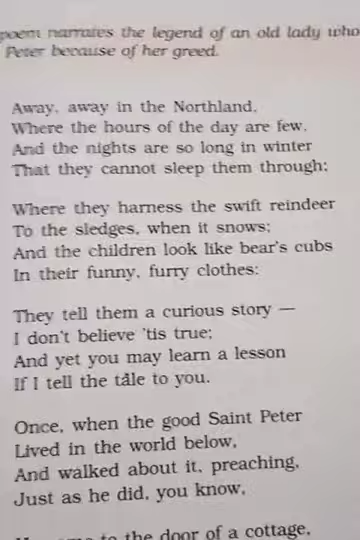 poem narrates the legend of an old lady who
Peter because of her greed.
Away, away in the Northland,
Where the hours of the day are few,
And the nights are so long in winter
That they cannot sleep them through;
Where they harness the swift reindeer
To the sledges, when it snows;
And the children look like bear's cubs
In their funny, furry clothes:
They tell them a curious story —
I don't believe 'tis true;
And yet you may learn a lesson
If I tell the tale to you.
Once, when the good Saint Peter
Lived in the world below,
And walked about it, preaching,
Just as he did, you know,
to the door of a cottage,